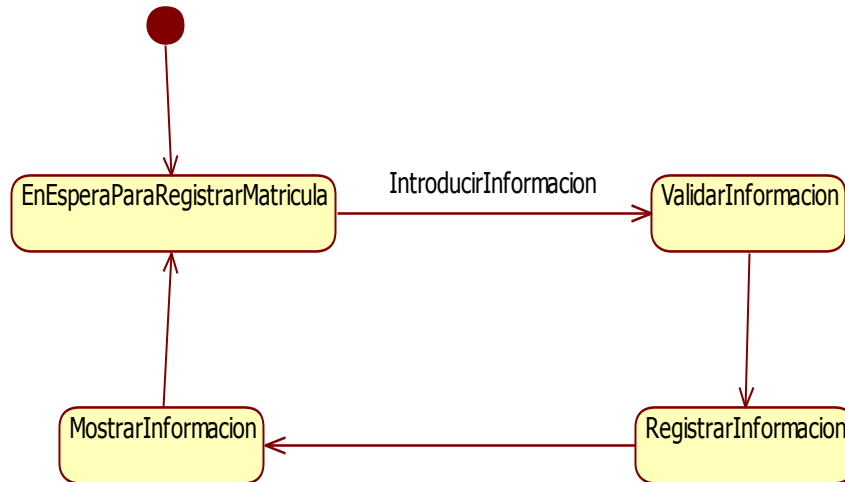 EnEsperaParaRegistrarMatricula
IntroducirInformacion
ValidarInformacion
MostrarInformacion
RegistrarInformacion